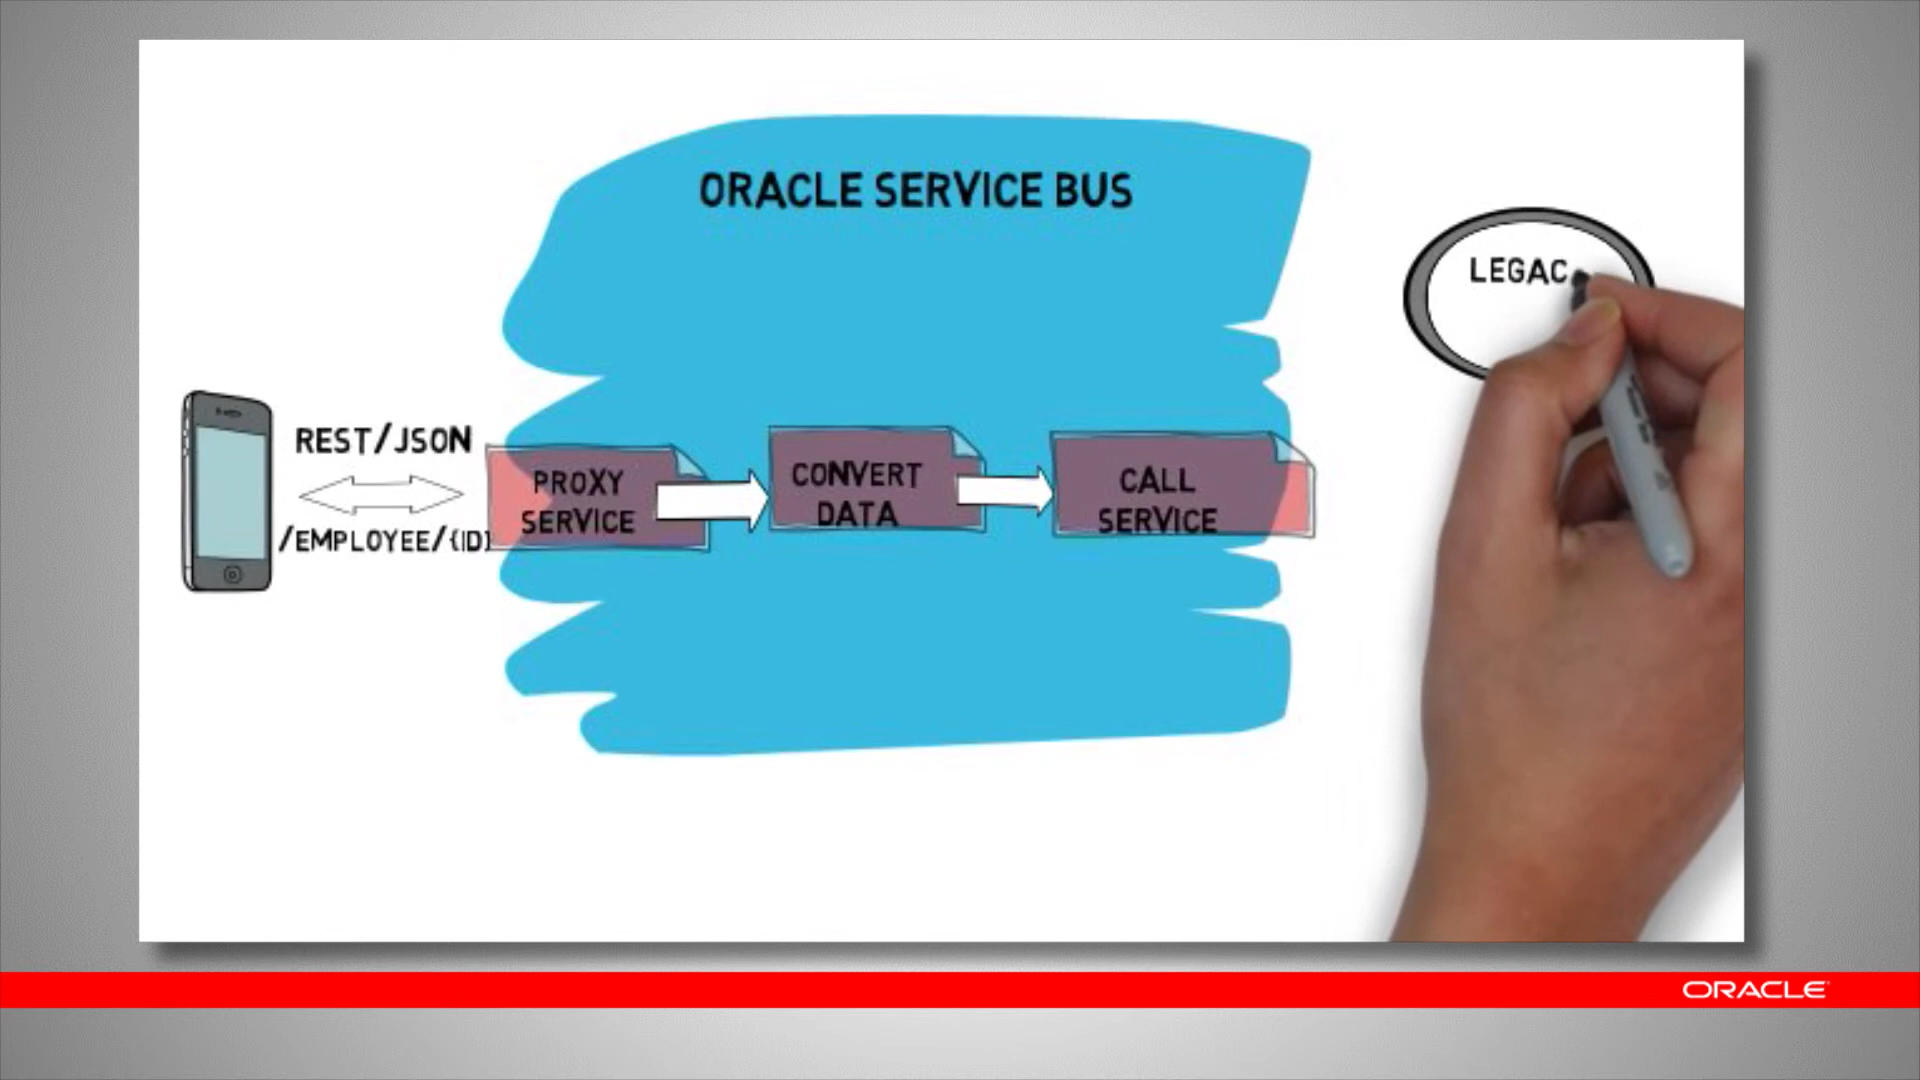 ORACLE SERVICE BUS
LEGAC
REST/JSON
/EMPLOYEE/{ID}
PROXY
SERVICE
CONVERT
DATA
CALL
SERVICE
ORACLE